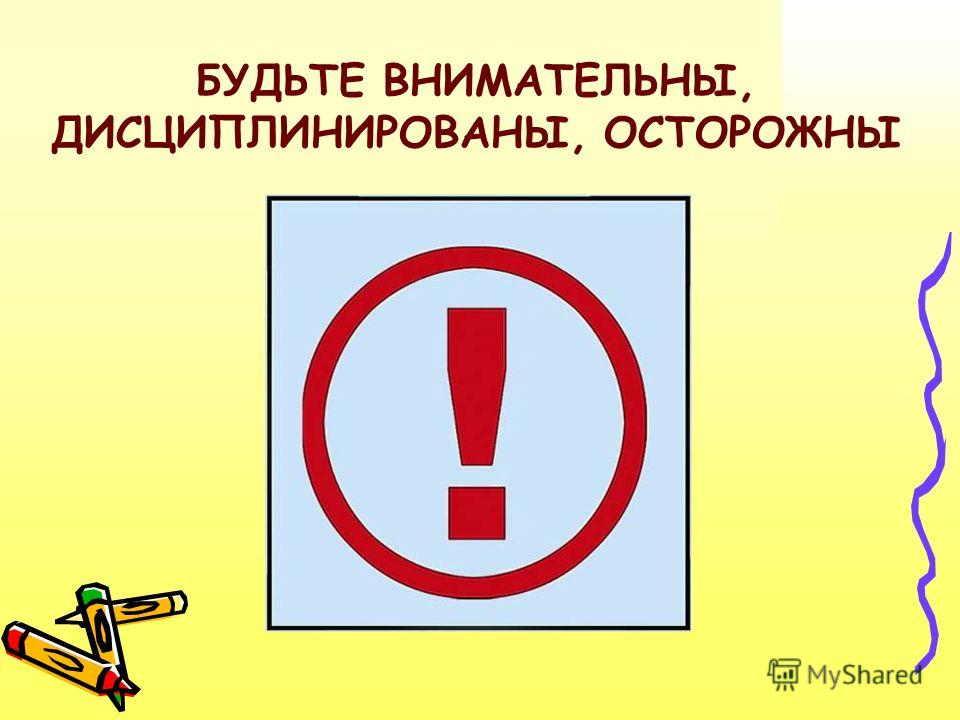 БУДЬТЕ ВНИМАТЕЛЬНЫ,
ДИСЦИПЛИНИРОВАНЫ, ОСТОРОЖНЫ
!
MyShared